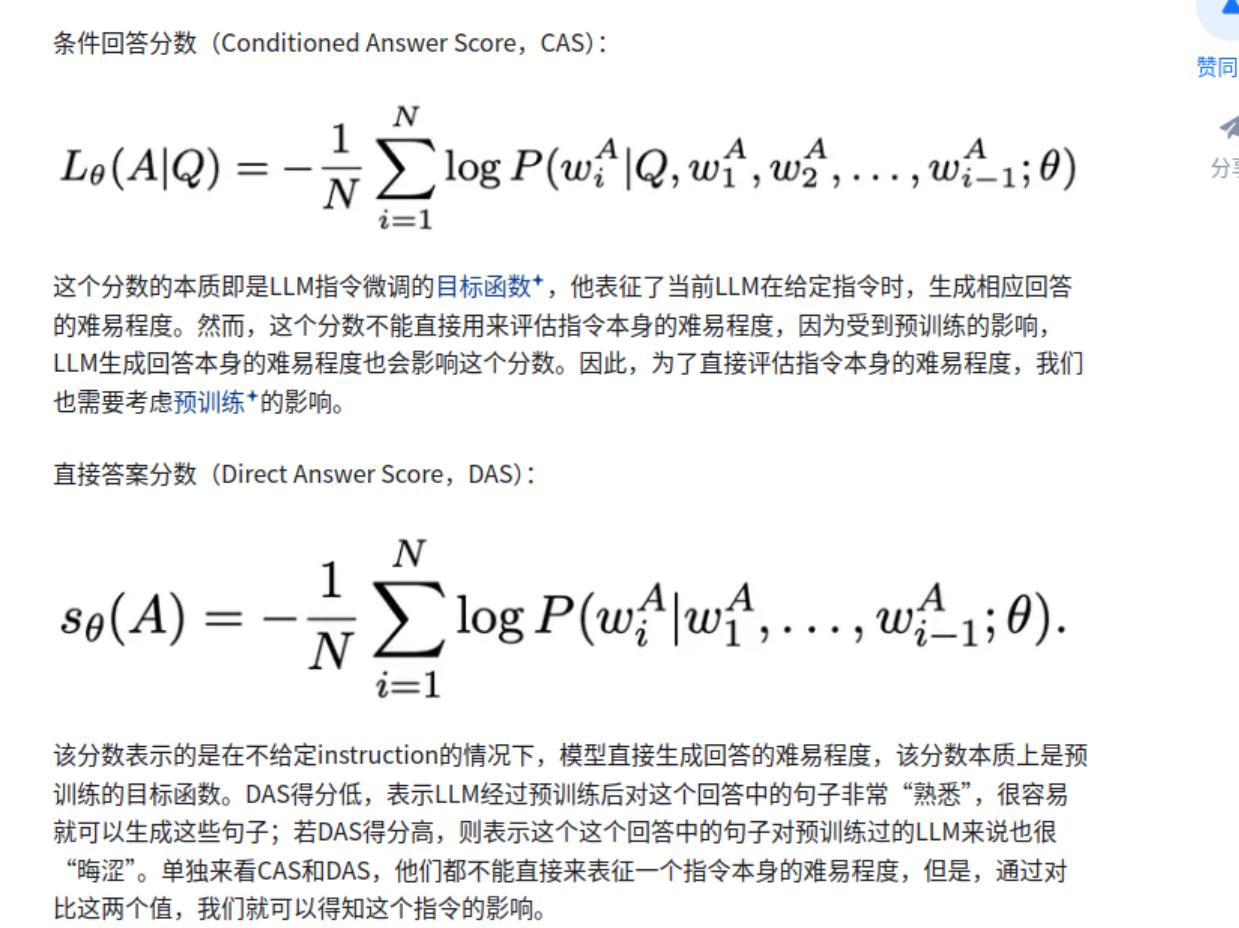 条件回答分数（Conditioned Answer Score，CAS）：
赞同
L_θ(A|Q) = −\frac{1}{N} \sum_{i=1}^{N} log P(w_i^A|Q, w_1^A, w_2^A, . . . , w_{i−1}^A; θ)
这个分数的本质即是LLM指令微调的目标函数，他表征了当前LLM在给定指令时，生成相应回答
的难易程度。然而，这个分数不能直接用来评估指令本身的难易程度，因为受到预训练的影响，
LLM生成回答本身的难易程度也会影响这个分数。因此，为了直接评估指令本身的难易程度，我们
也需要考虑预训练的影响。
直接答案分数（Direct Answer Score，DAS）：
s_θ(A) = −\frac{1}{N} \sum_{i=1}^{N} log P(w_i^A|w_1^A, . . . , w_{i−1}^A; θ).
该分数表示的是在不给定instruction的情况下，模型直接生成回答的难易程度，该分数本质上是预
训练的目标函数。DAS得分低，表示LLM经过预训练后对这个回答中的句子非常“熟悉”，很容易
就可以生成这些句子；若DAS得分高，则表示这个这个回答中的句子对预训练过的LLM来说也很
“晦涩”。单独来看CAS和DAS，他们都不能直接来表征一个指令本身的难易程度，但是，通过对
比这两个值，我们就可以得知这个指令的影响。